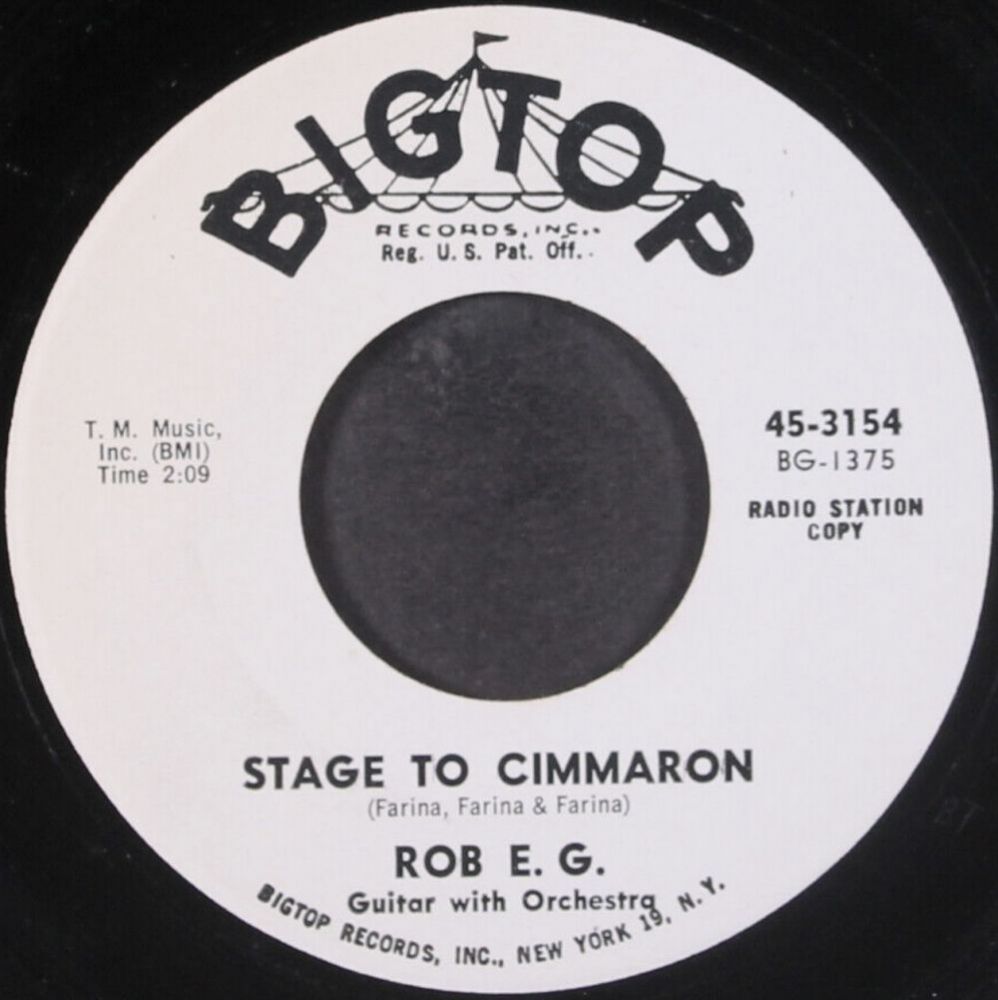 BIGTOP
RECORDS, INC.
Reg. U. S. Pat. Off.
T. M. Music,
Inc. (BMI)
Time 2:09
45-3154
BG-1375
RADIO STATION
COPY
STAGE TO CIMMARON
(Farina, Farina & Farina)
ROB E. G.
Guitar with Orchestra
BIGTOP RECORDS, INC., NEW YORK 19, N. Y.